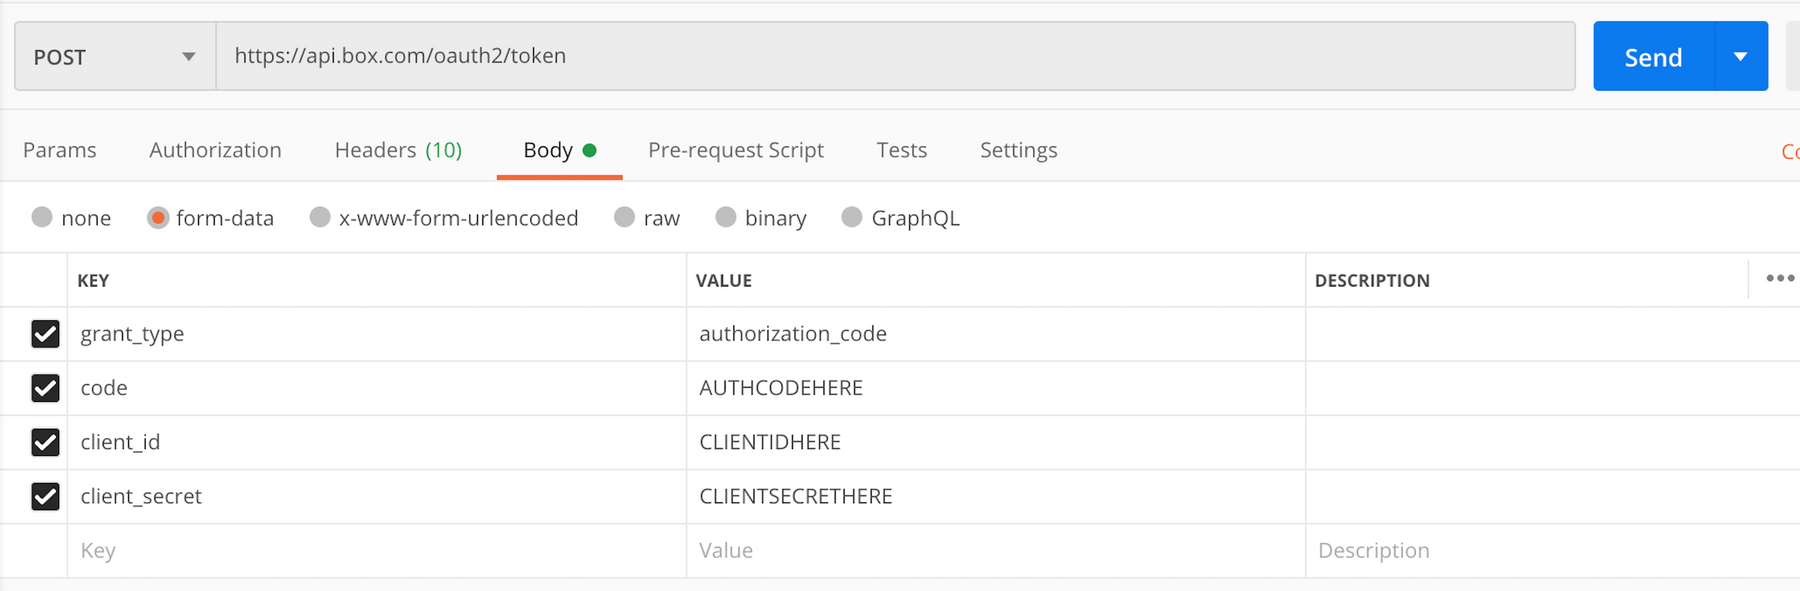 POST https://api.box.com/oauth2/token Send
Params Authorization Headers (10) Body Pre-request Script Tests Settings
none form-data x-www-form-urlencoded raw binary GraphQL
KEY VALUE DESCRIPTION
grant_type authorization_code
code AUTHCODEHERE
client_id CLIENTIDHERE
client_secret CLIENTSECRETHERE
Key Value Description